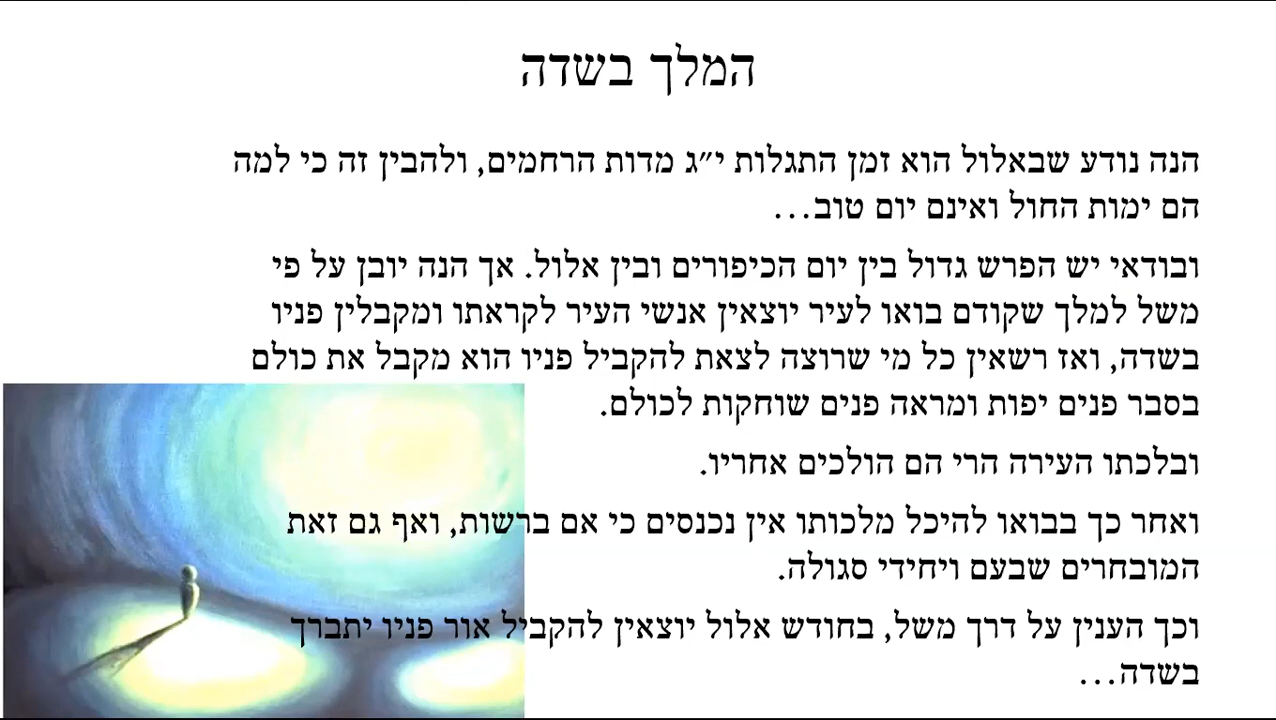 המלך בשדה
הנה נודע שבאלול הוא זמן התגלות י״ג מדות הרחמים, ולהבין זה כי למה
הם ימות החול ואינם יום טוב...
ובודאי יש הפרש גדול בין יום הכיפורים ובין אלול. אך הנה יובן על פי
משל למלך שקודם בואו לעיר יוצאין אנשי העיר לקראתו ומקבלין פניו
בשדה, ואז רשאין כל מי שרוצה לצאת להקביל פניו הוא מקבל את כולם
בסבר פנים יפות ומראה פנים שוחקות לכולם.
ובלכתו העירה הרי הם הולכים אחריו.
ואחר כך בבואו להיכל מלכותו אין נכנסים כי אם ברשות, ואף גם זאת
המובחרים שבעם ויחידי סגולה.
וכך הענין על דרך משל, בחודש אלול יוצאין להקביל אור פניו יתברך
בשדה...